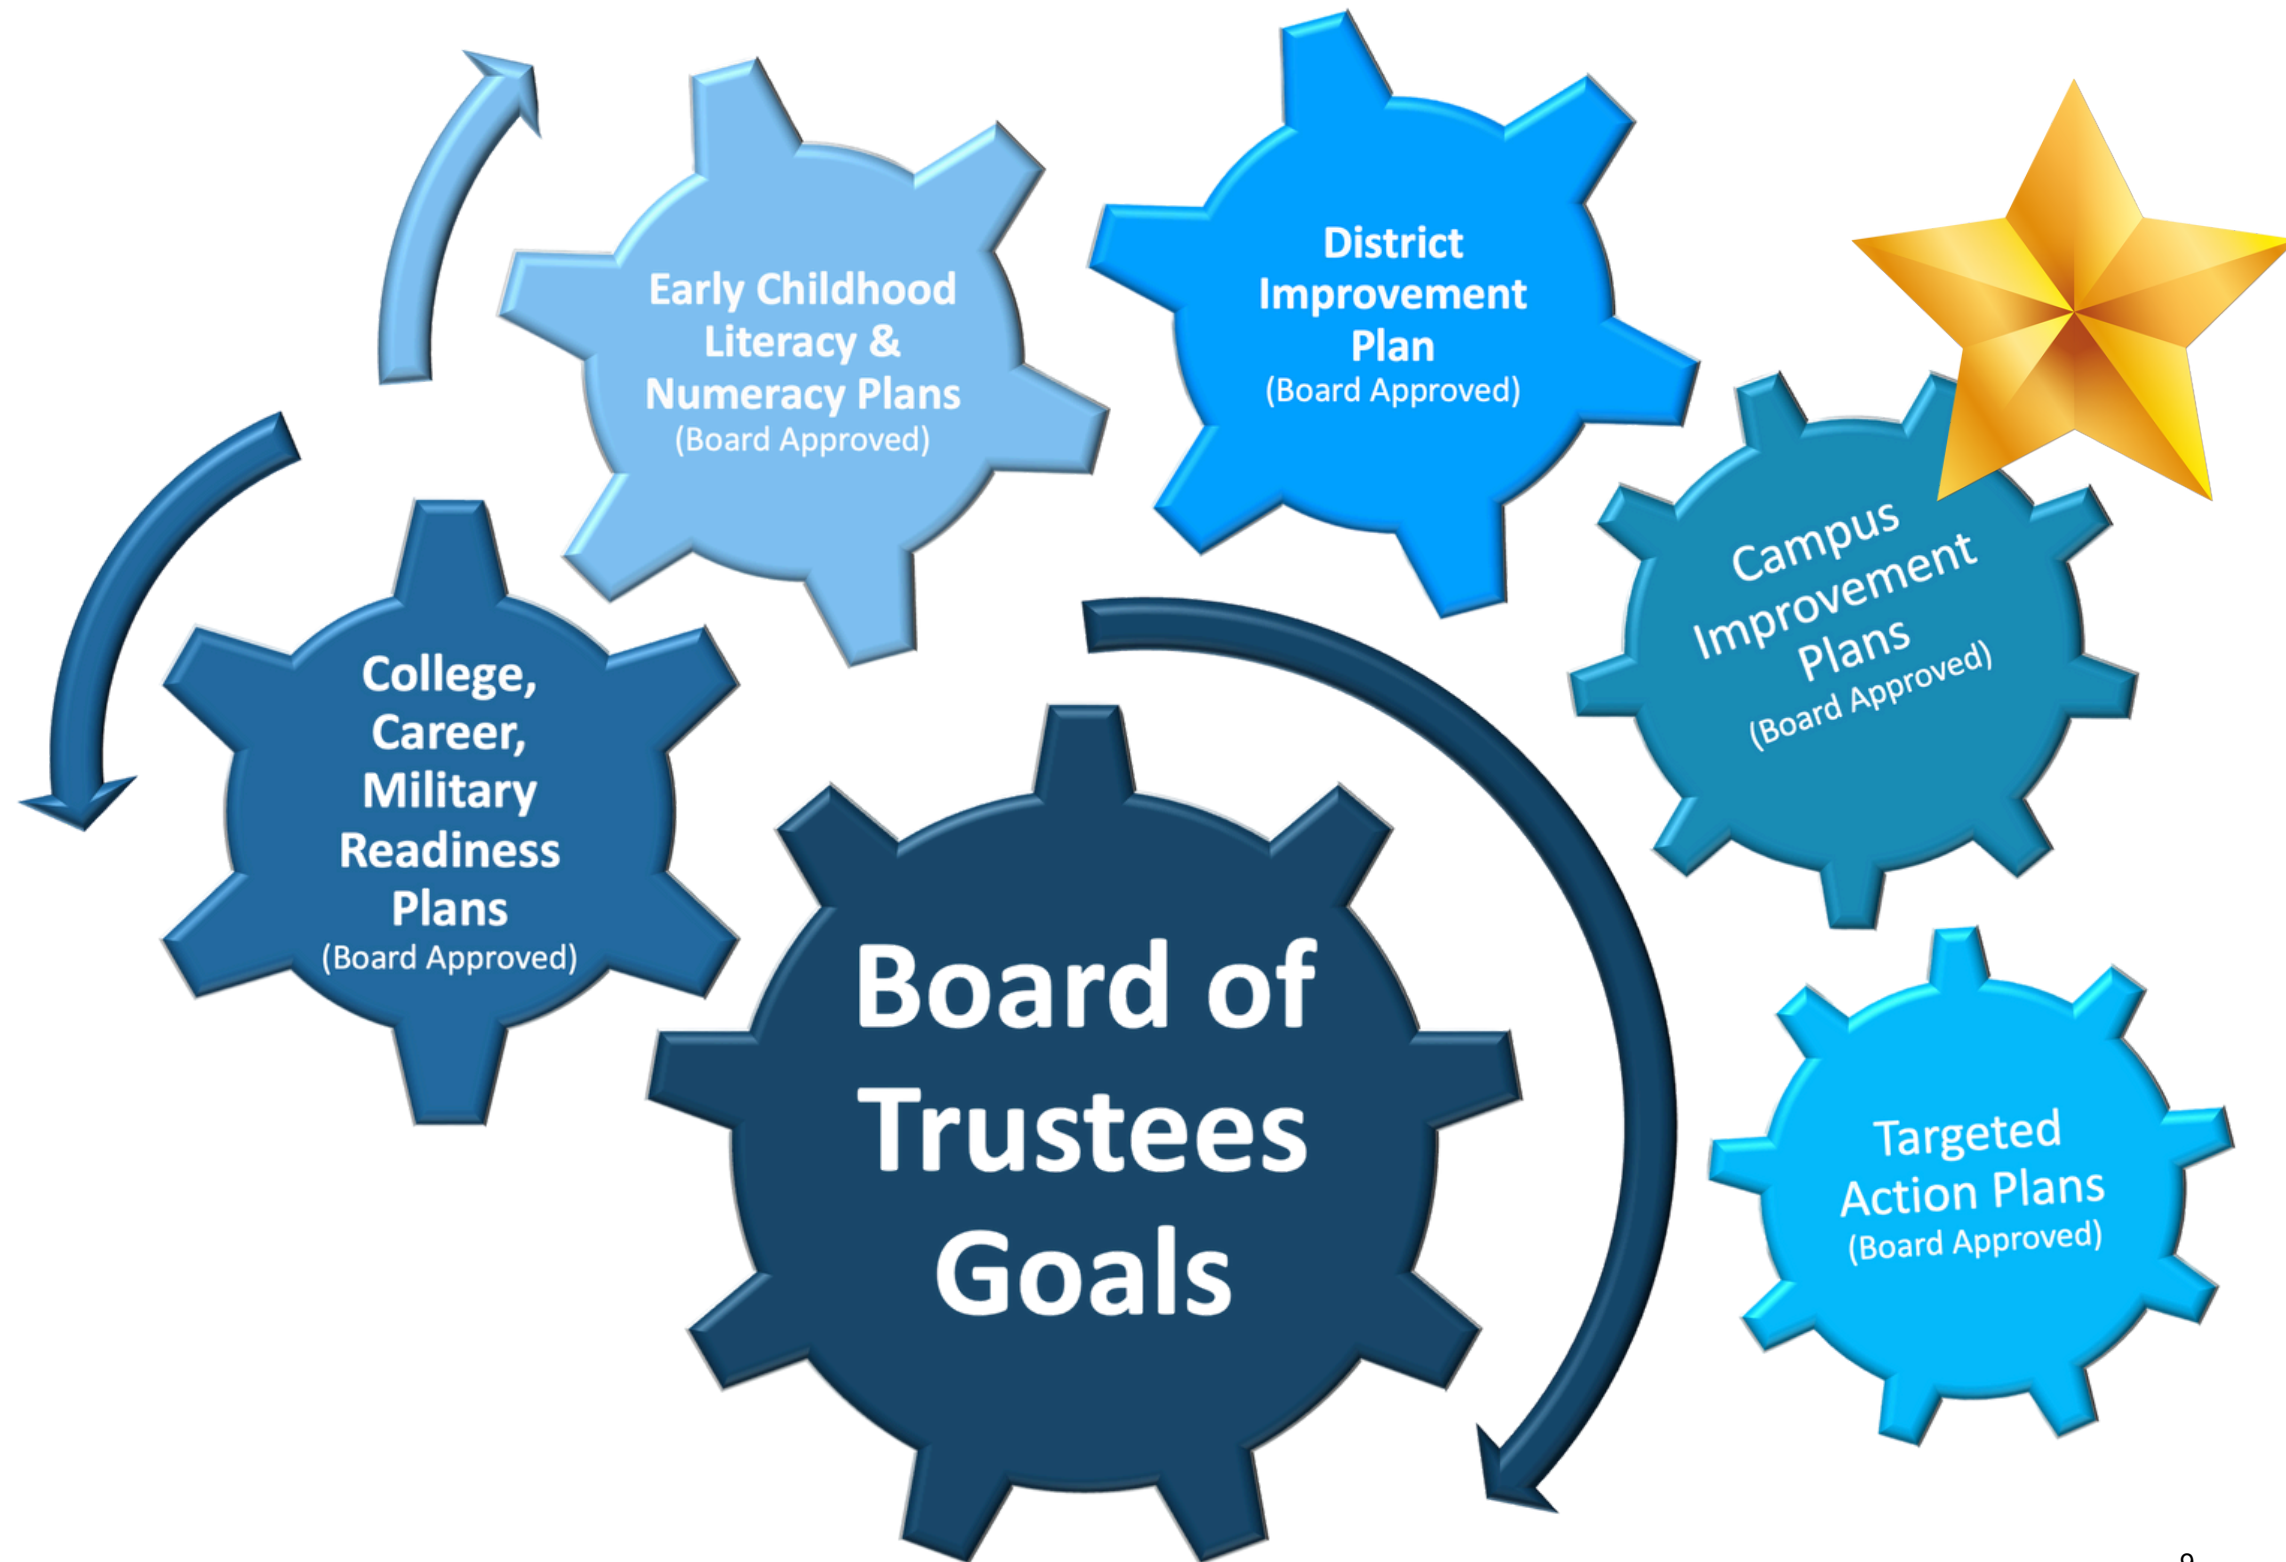 Early Childhood
Literacy &
Numeracy Plans
(Board Approved)
District
Improvement
Plan
(Board Approved)
Campus
Improvement
Plans
(Board Approved)
College,
Career,
Military
Readiness
Plans
(Board Approved)
Board of
Trustees
Goals
Targeted
Action Plans
(Board Approved)
9